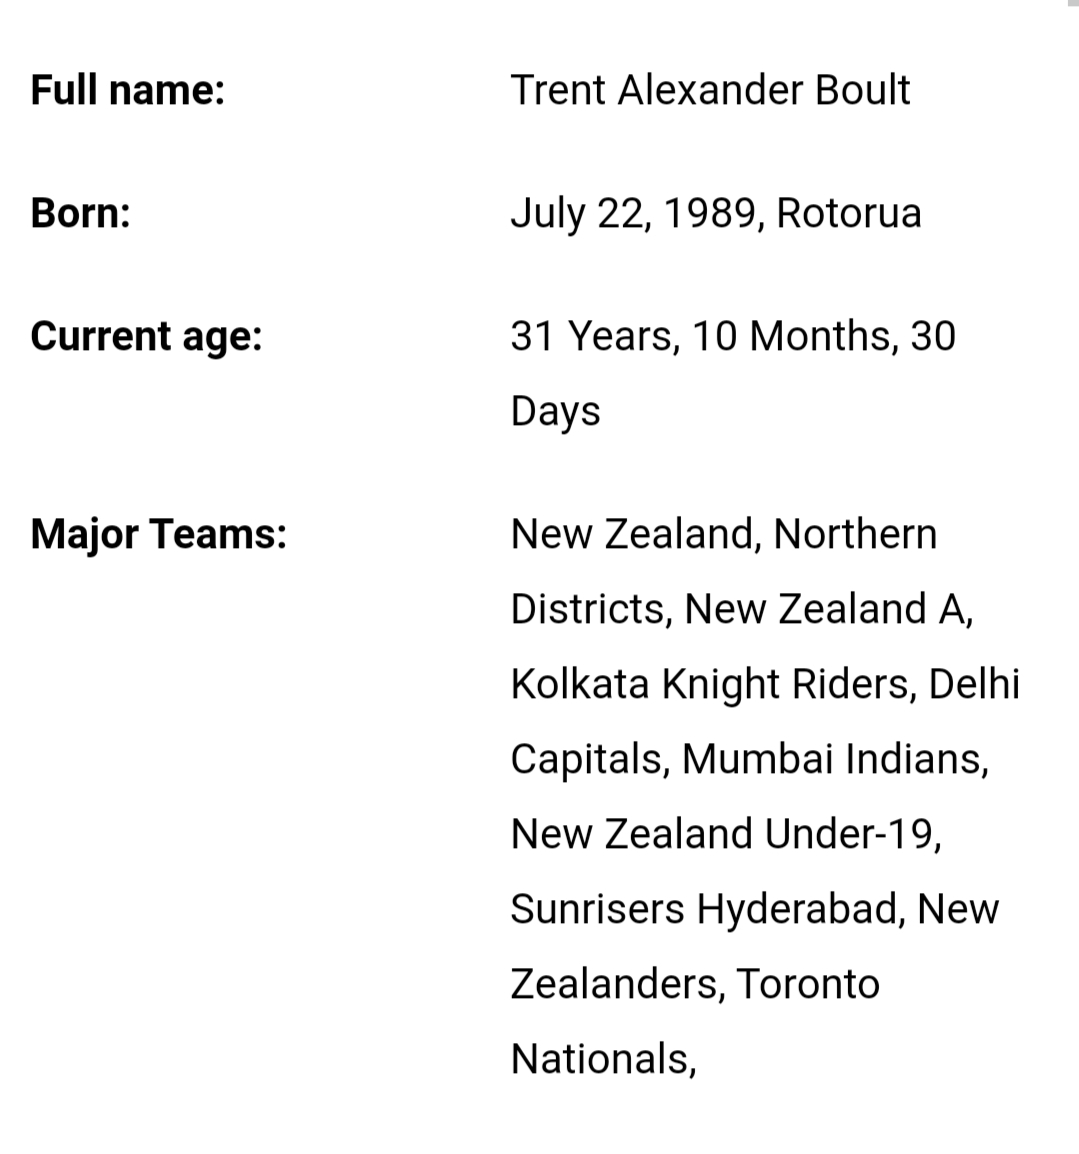 Full name: Trent Alexander Boult
Born: July 22, 1989, Rotorua
Current age: 31 Years, 10 Months, 30
Days
Major Teams: New Zealand, Northern
Districts, New Zealand A,
Kolkata Knight Riders, Delhi
Capitals, Mumbai Indians,
New Zealand Under-19,
Sunrisers Hyderabad, New
Zealanders, Toronto
Nationals,